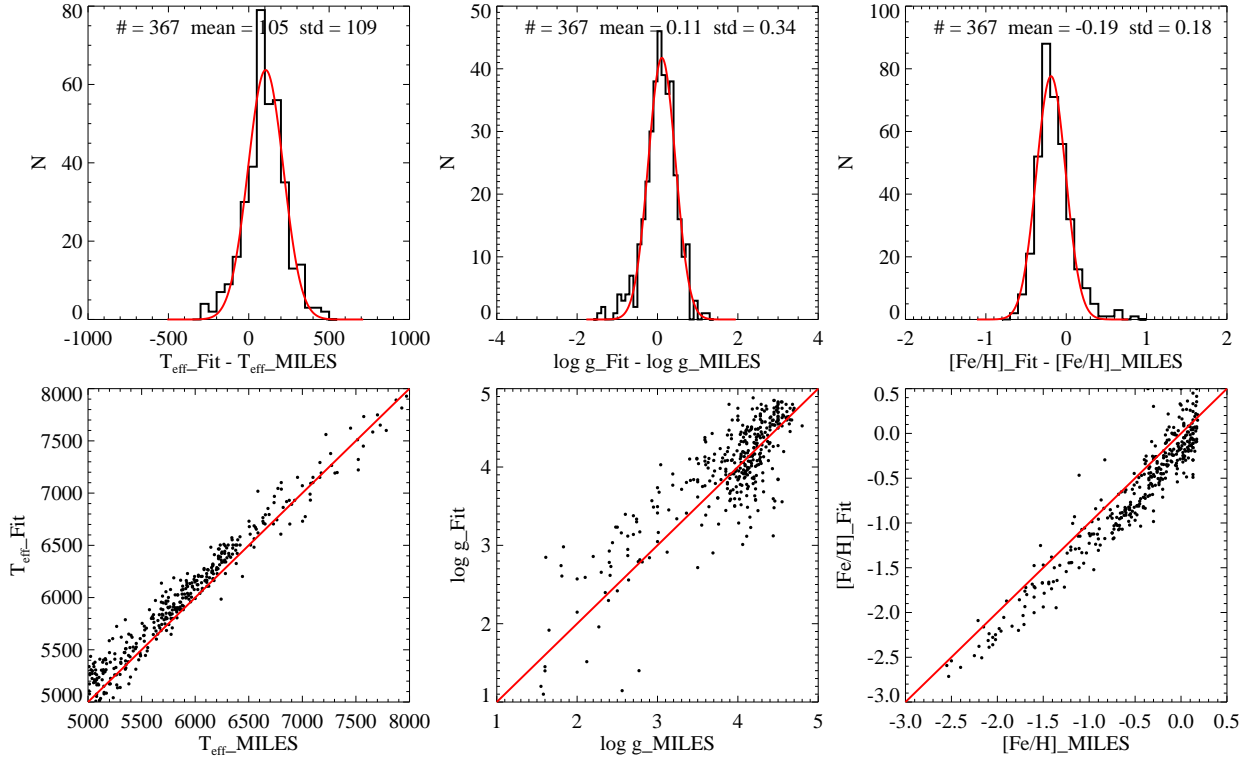 # = 367 mean = 105 std = 109
80
60
40
20
0
N
-1000 -500 0 500 1000
T_eff_Fit - T_eff_MILES
# = 367 mean = 0.11 std = 0.34
50
40
30
20
10
0
N
-4 -2 0 2 4
log g_Fit - log g_MILES
# = 367 mean = -0.19 std = 0.18
100
80
60
40
20
0
N
-2 -1 0 1 2
[Fe/H]_Fit - [Fe/H]_MILES
8000
7500
7000
6500
6000
5500
5000
T_eff_Fit
5000 5500 6000 6500 7000 7500 8000
T_eff_MILES
5
4
3
2
1
log g_Fit
1 2 3 4 5
log g_MILES
0.5
0.0
-0.5
-1.0
-1.5
-2.0
-2.5
-3.0
[Fe/H]_Fit
-3.0 -2.5 -2.0 -1.5 -1.0 -0.5 0.0 0.5
[Fe/H]_MILES